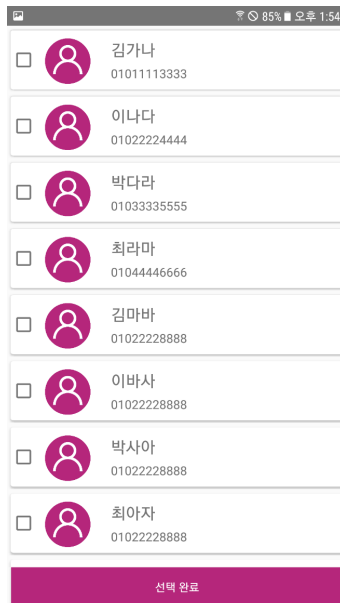 85% 오후 1:54
김가나
01011113333
이나다
01022224444
박다라
01033335555
최라마
01044446666
김마바
01022228888
이바사
01022228888
박사아
01022228888
최아자
01022228888
선택 완료